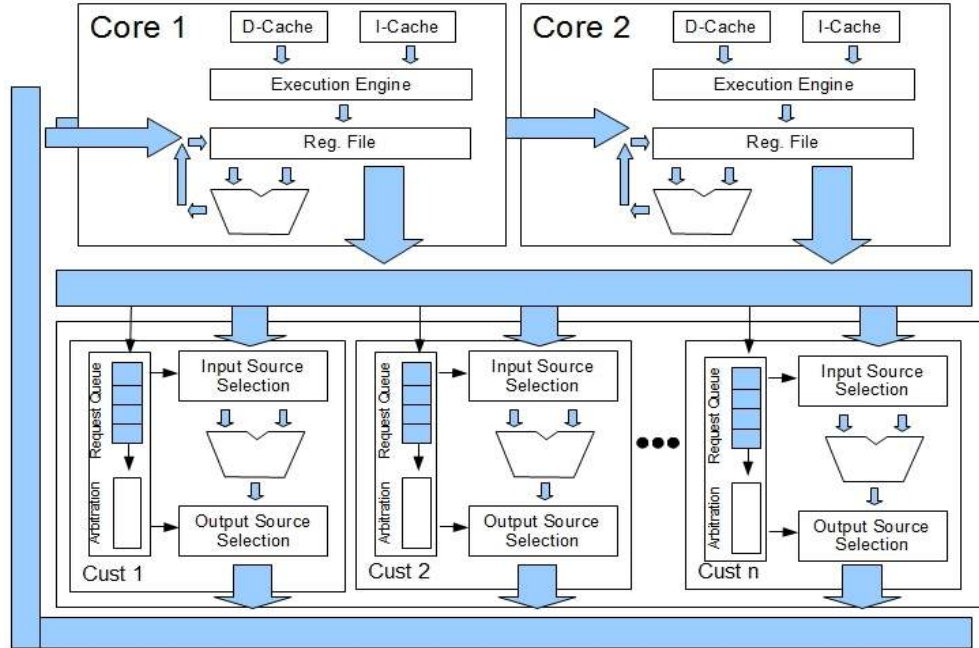 Core 1
D-Cache
I-Cache
Execution Engine
Reg. File
Core 2
D-Cache
I-Cache
Execution Engine
Reg. File
Request Queue
Arbitration
Input Source
Selection
Output Source
Selection
Cust 1
Request Queue
Arbitration
Input Source
Selection
Output Source
Selection
Cust 2
Request Queue
Arbitration
Input Source
Selection
Output Source
Selection
Cust n